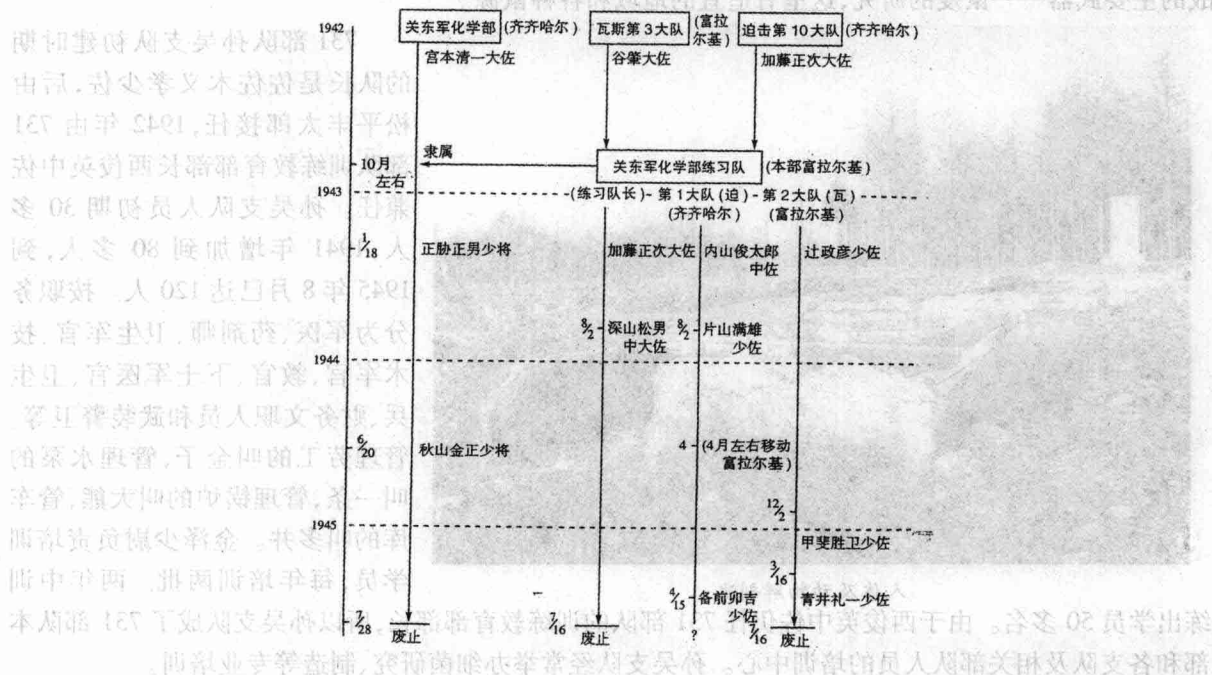 1942
关东军化学部 (齐齐哈尔) 瓦斯第3大队 (富拉尔基) 迫击第10大队 (齐齐哈尔)
宫本清一大佐 谷肇大佐 加藤正次大佐
隶属
10月左右
关东军化学部练习队 (本部富拉尔基)
1943
(练习队长) 第1大队(迫) 第2大队(瓦)
(齐齐哈尔) (富拉尔基)
1/18 正胁正男少将 加藤正次大佐 内山俊太郎 辻政彦少佐
中佐
8/2 深山松男 8/2 片山满雄
中大佐 少佐
1944
6/20 秋山金正少将 4 (4月左右移动
富拉尔基)
12/2
1945
甲斐胜卫少佐
3/16
4/15 备前卯吉 青井礼一少佐
少佐
7/28 废止 7/16 废止 ? 7/16 废止
731部队孙吴支队初建时期
的队长是佐佐木义孝少佐,后由
松平丰太郎接任,1942年由731
部队训练教育部部长西俊英中佐
兼任。孙吴支队人员初期30多
人,1941年增加到80多人,到
1945年8月已达120人。按职务
分为军医、药剂师、卫生军官、技
术军官、教官、下士军医官、卫生
兵、财务文职人员和武装警卫等。
管理劳工的叫金子,管理水泵的
叫一条,管理锅炉的叫大熊,管车
库的叫多井。金泽少尉负责培训
学员,每年培训两批。两年中训
练出学员50多名。由于西俊英中佐 731部队的训练教育部部长,所以孙吴支队成了731部队本
部和各支队及相关部队人员的培训中心。孙吴支队经常举办细菌研究、制造等专业培训。